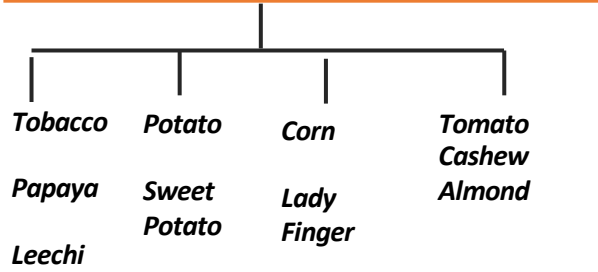 Tobacco
Papaya
Leechi
Potato
Sweet
Potato
Corn
Lady
Finger
Tomato
Cashew
Almond